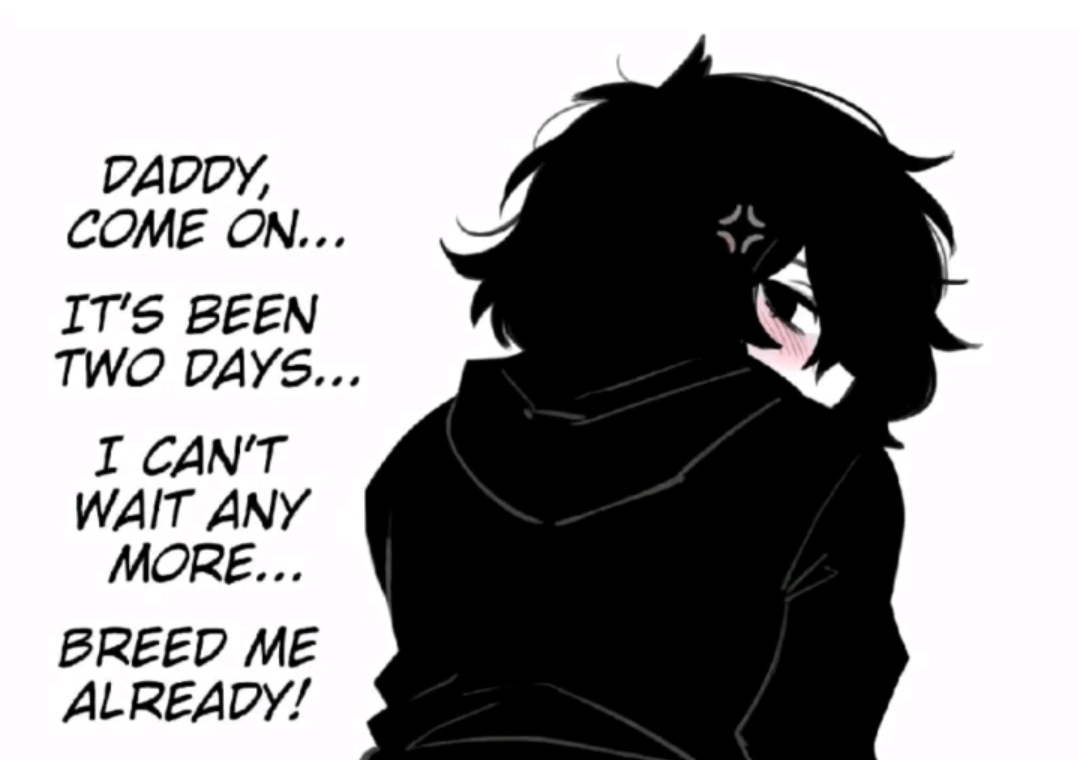 DADDY,
COME ON...
IT'S BEEN
TWO DAYS...
I CAN'T
WAIT ANY
MORE...
BREED ME
ALREADY!